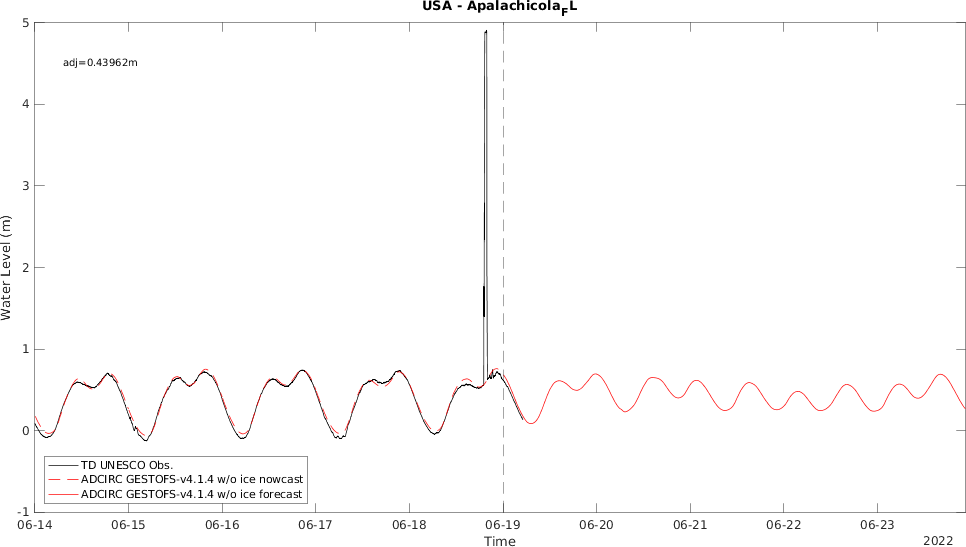 USA - Apalachicola_FL
5
adj=0.43962m
4
3
Water Level (m)
2
1
0
TD UNESCO Obs.
ADCIRC GESTOFS-v4.1.4 w/o ice nowcast
ADCIRC GESTOFS-v4.1.4 w/o ice forecast
-1
06-14 06-15 06-16 06-17 06-18 06-19 06-20 06-21 06-22 06-23
Time
2022